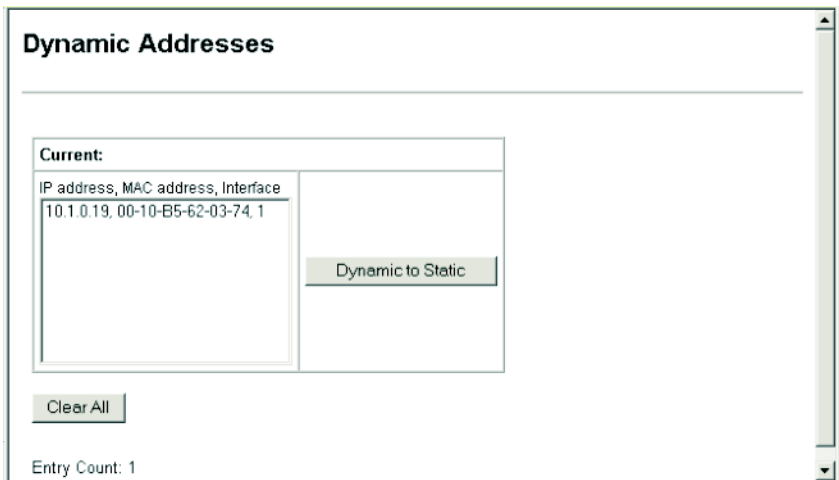 Dynamic Addresses
Current:
IP address, MAC address, Interface
10.1.0.19, 00-10-B5-62-03-74, 1
Dynamic to Static
Clear All
Entry Count: 1